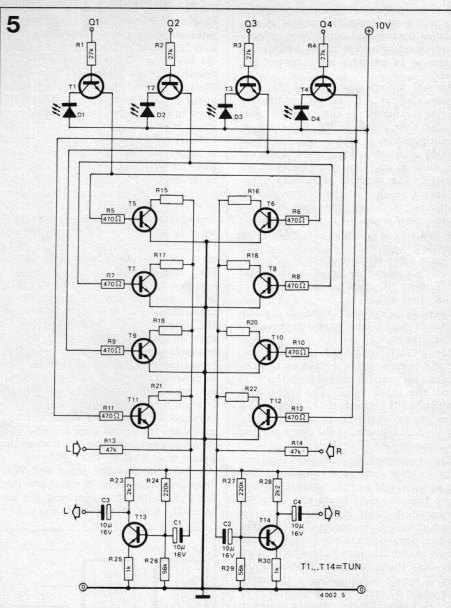 5
Q1 Q2 Q3 Q4
10V
R1 R2 R3 R4
27k 27k 27k 27k
T1 T2 T3 T4
D1 D2 D3 D4
R15 R16
T5 T6
R5 R6
470Ω 470Ω
R17 R18
T7 T8
R7 R8
470Ω 470Ω
R19 R20
T9 T10
R9 R10
470Ω 470Ω
R21 R22
T11 T12
R11 R12
470Ω 470Ω
L R13 R14 R
47k 47k
R23 R24 R27 R28
2k2 220k 220k 2k2
L C3 C4 R
10µ 16V T13 C1 C2 T14 10µ 16V
10µ 16V 10µ 16V
R25 R26 R29 R30
1k 56k 56k 1k
T1...T14=TUN
0 0
4002 5